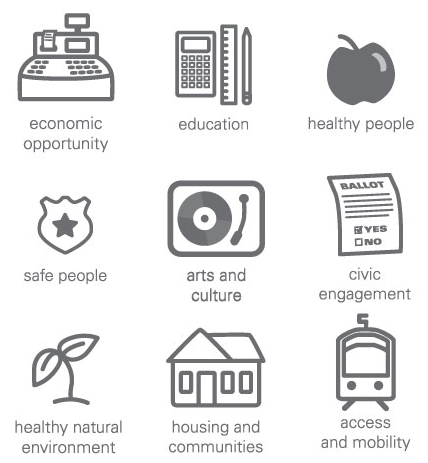 economic
opportunity
education
healthy people
safe people
arts and
culture
BALLOT
YES
NO
civic
engagement
healthy natural
environment
housing and
communities
access
and mobility